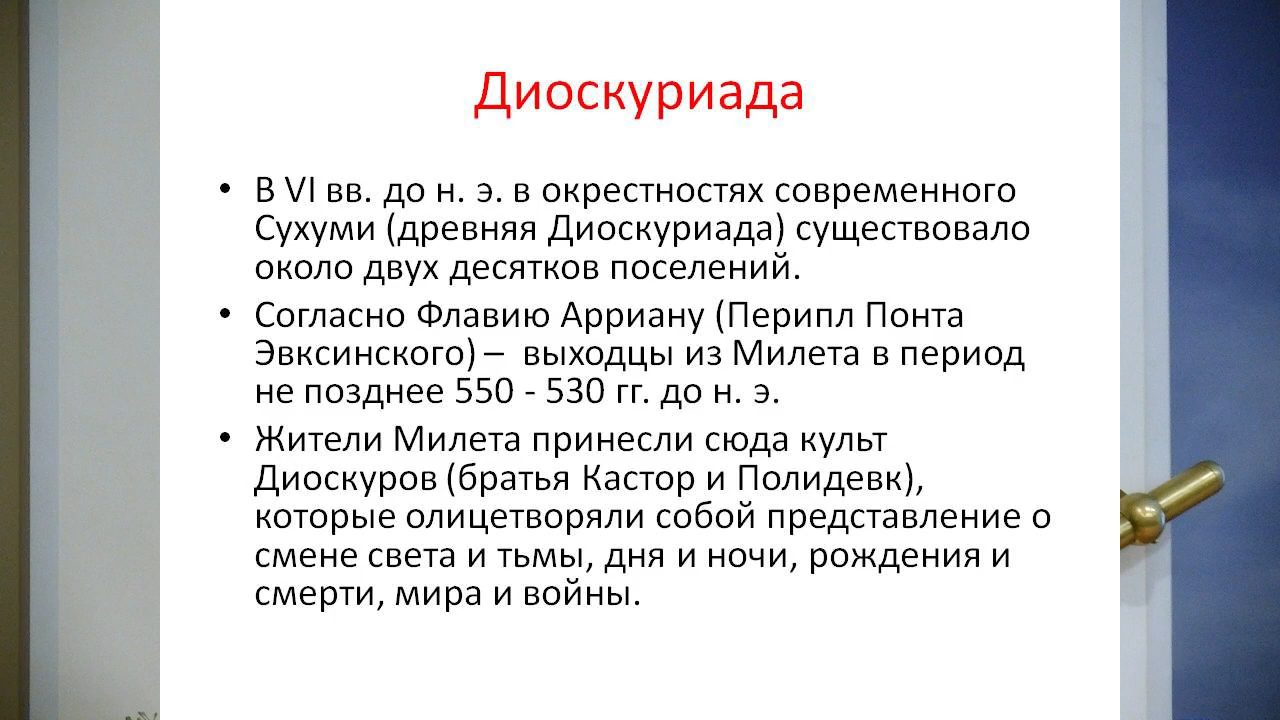 Диоскуриада
• В VI вв. до н. э. в окрестностях современного
Сухуми (древняя Диоскуриада) существовало
около двух десятков поселений.
• Согласно Флавию Арриану (Перипл Понта
Эвксинского) –  выходцы из Милета в период
не позднее 550 - 530 гг. до н. э.
• Жители Милета принесли сюда культ
Диоскуров (братья Кастор и Полидевк),
которые олицетворяли собой представление о
смене света и тьмы, дня и ночи, рождения и
смерти, мира и войны.